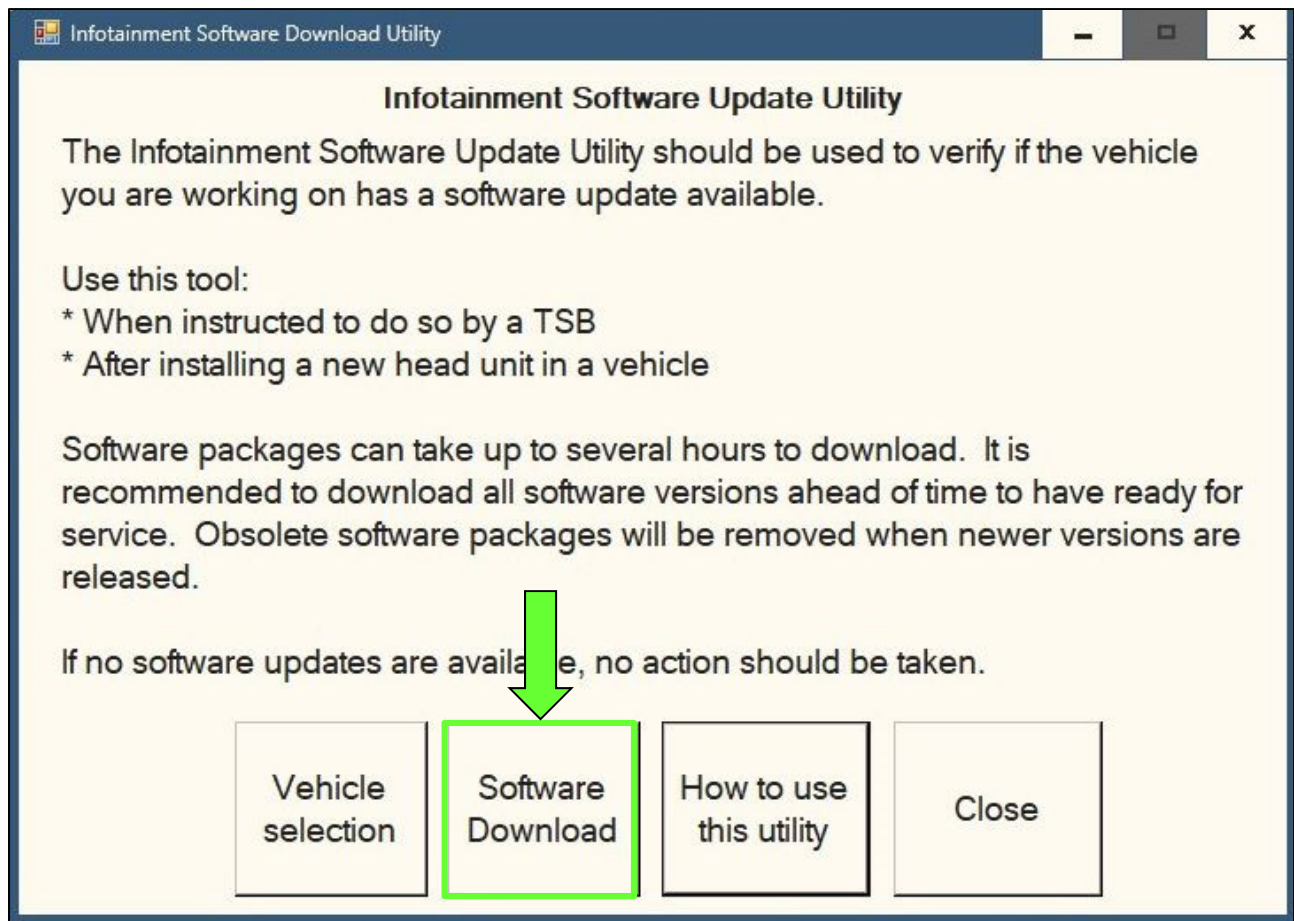 Infotainment Software Download Utility
Infotainment Software Update Utility
The Infotainment Software Update Utility should be used to verify if the vehicle
you are working on has a software update available.
Use this tool:
* When instructed to do so by a TSB
* After installing a new head unit in a vehicle
Software packages can take up to several hours to download.  It is
recommended to download all software versions ahead of time to have ready for
service.  Obsolete software packages will be removed when newer versions are
released.
If no software updates are available, no action should be taken.
Vehicle
selection
Software
Download
How to use
this utility
Close